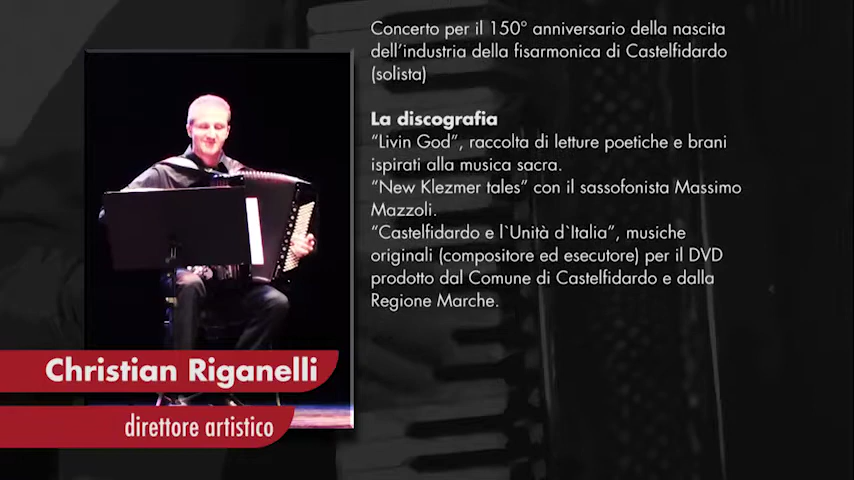 Concerto per il 150° anniversario della nascita
dell'industria della fisarmonica di Castelfidardo
(solista)
La discografia
“Livin God”, raccolta di letture poetiche e brani
ispirati alla musica sacra.
“New Klezmer tales” con il sassofonista Massimo
Mazzoli.
“Castelfidardo e l`Unità d`Italia”, musiche
originali (compositore ed esecutore) per il DVD
prodotto dal Comune di Castelfidardo e dalla
Regione Marche.
Christian Riganelli
direttore artistico